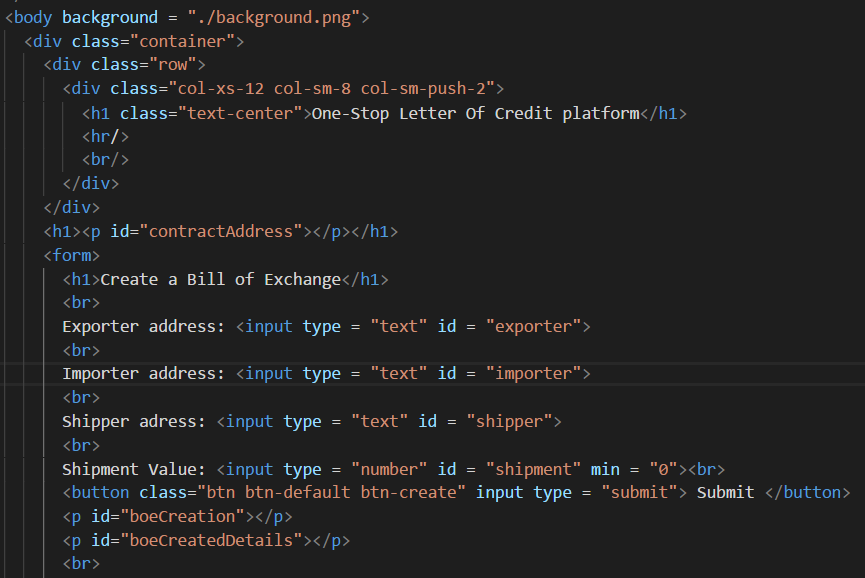 <body background = "./background.png">
<div class="container">
<div class="row">
<div class="col-xs-12 col-sm-8 col-sm-push-2">
<h1 class="text-center">One-Stop Letter Of Credit platform</h1>
<hr/>
<br/>
</div>
</div>
<h1><p id="contractAddress"></p></h1>
<form>
<h1>Create a Bill of Exchange</h1>
<br>
Exporter address: <input type = "text" id = "exporter">
<br>
Importer address: <input type = "text" id = "importer">
<br>
Shipper adress: <input type = "text" id = "shipper">
<br>
Shipment Value: <input type = "number" id = "shipment" min = "0"><br>
<button class="btn btn-default btn-create" input type = "submit"> Submit </button>
<p id="boeCreation"></p>
<p id="boeCreatedDetails"></p>
<br>